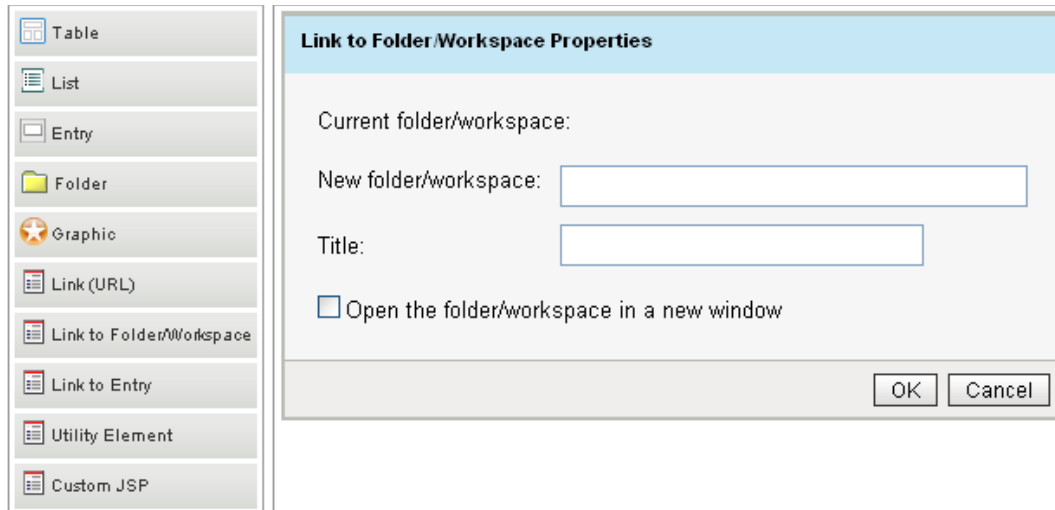 Table
List
Entry
Folder
Graphic
Link (URL)
Link to Folder/Workspace
Link to Entry
Utility Element
Custom JSP
Link to Folder/Workspace Properties
Current folder/workspace:
New folder/workspace:
Title:
Open the folder/workspace in a new window
OK Cancel